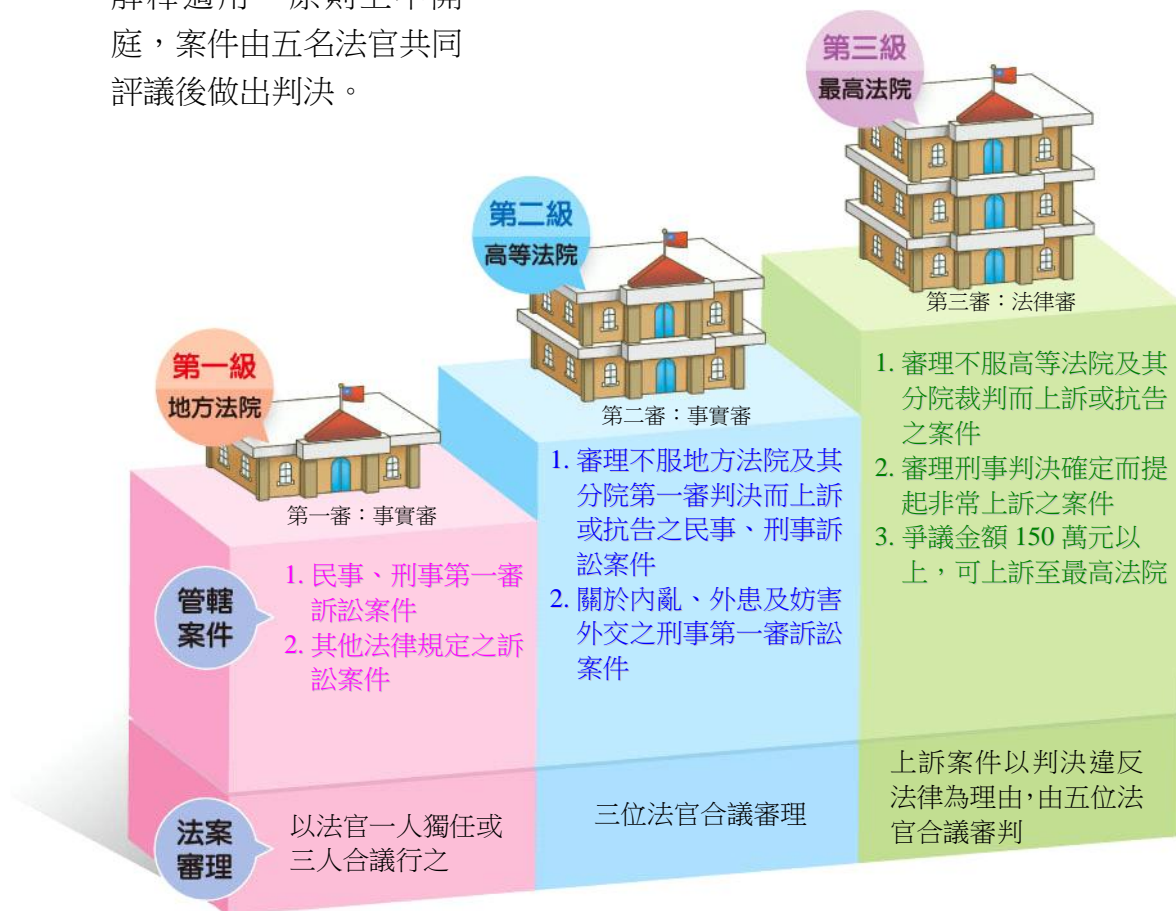 解釋適用，原則上不開
庭，案件由五名法官共同
評議後做出判決。
第三級
最高法院
第三審：法律審
1. 審理不服高等法院及其
分院裁判而上訴或抗告
之案件
2. 審理刑事判決確定而提
起非常上訴之案件
3. 爭議金額 150 萬元以
上，可上訴至最高法院
上訴案件以判決違反
法律為理由，由五位法
官合議審判
第二級
高等法院
第二審：事實審
1. 審理不服地方法院及其
分院第一審判決而上訴
或抗告之民事、刑事訴
訟案件
2. 關於內亂、外患及妨害
外交之刑事第一審訴訟
案件
三位法官合議審理
第一級
地方法院
第一審：事實審
管轄
案件
1. 民事、刑事第一審
訴訟案件
2. 其他法律規定之訴
訟案件
法案
審理
以法官一人獨任或
三人合議行之